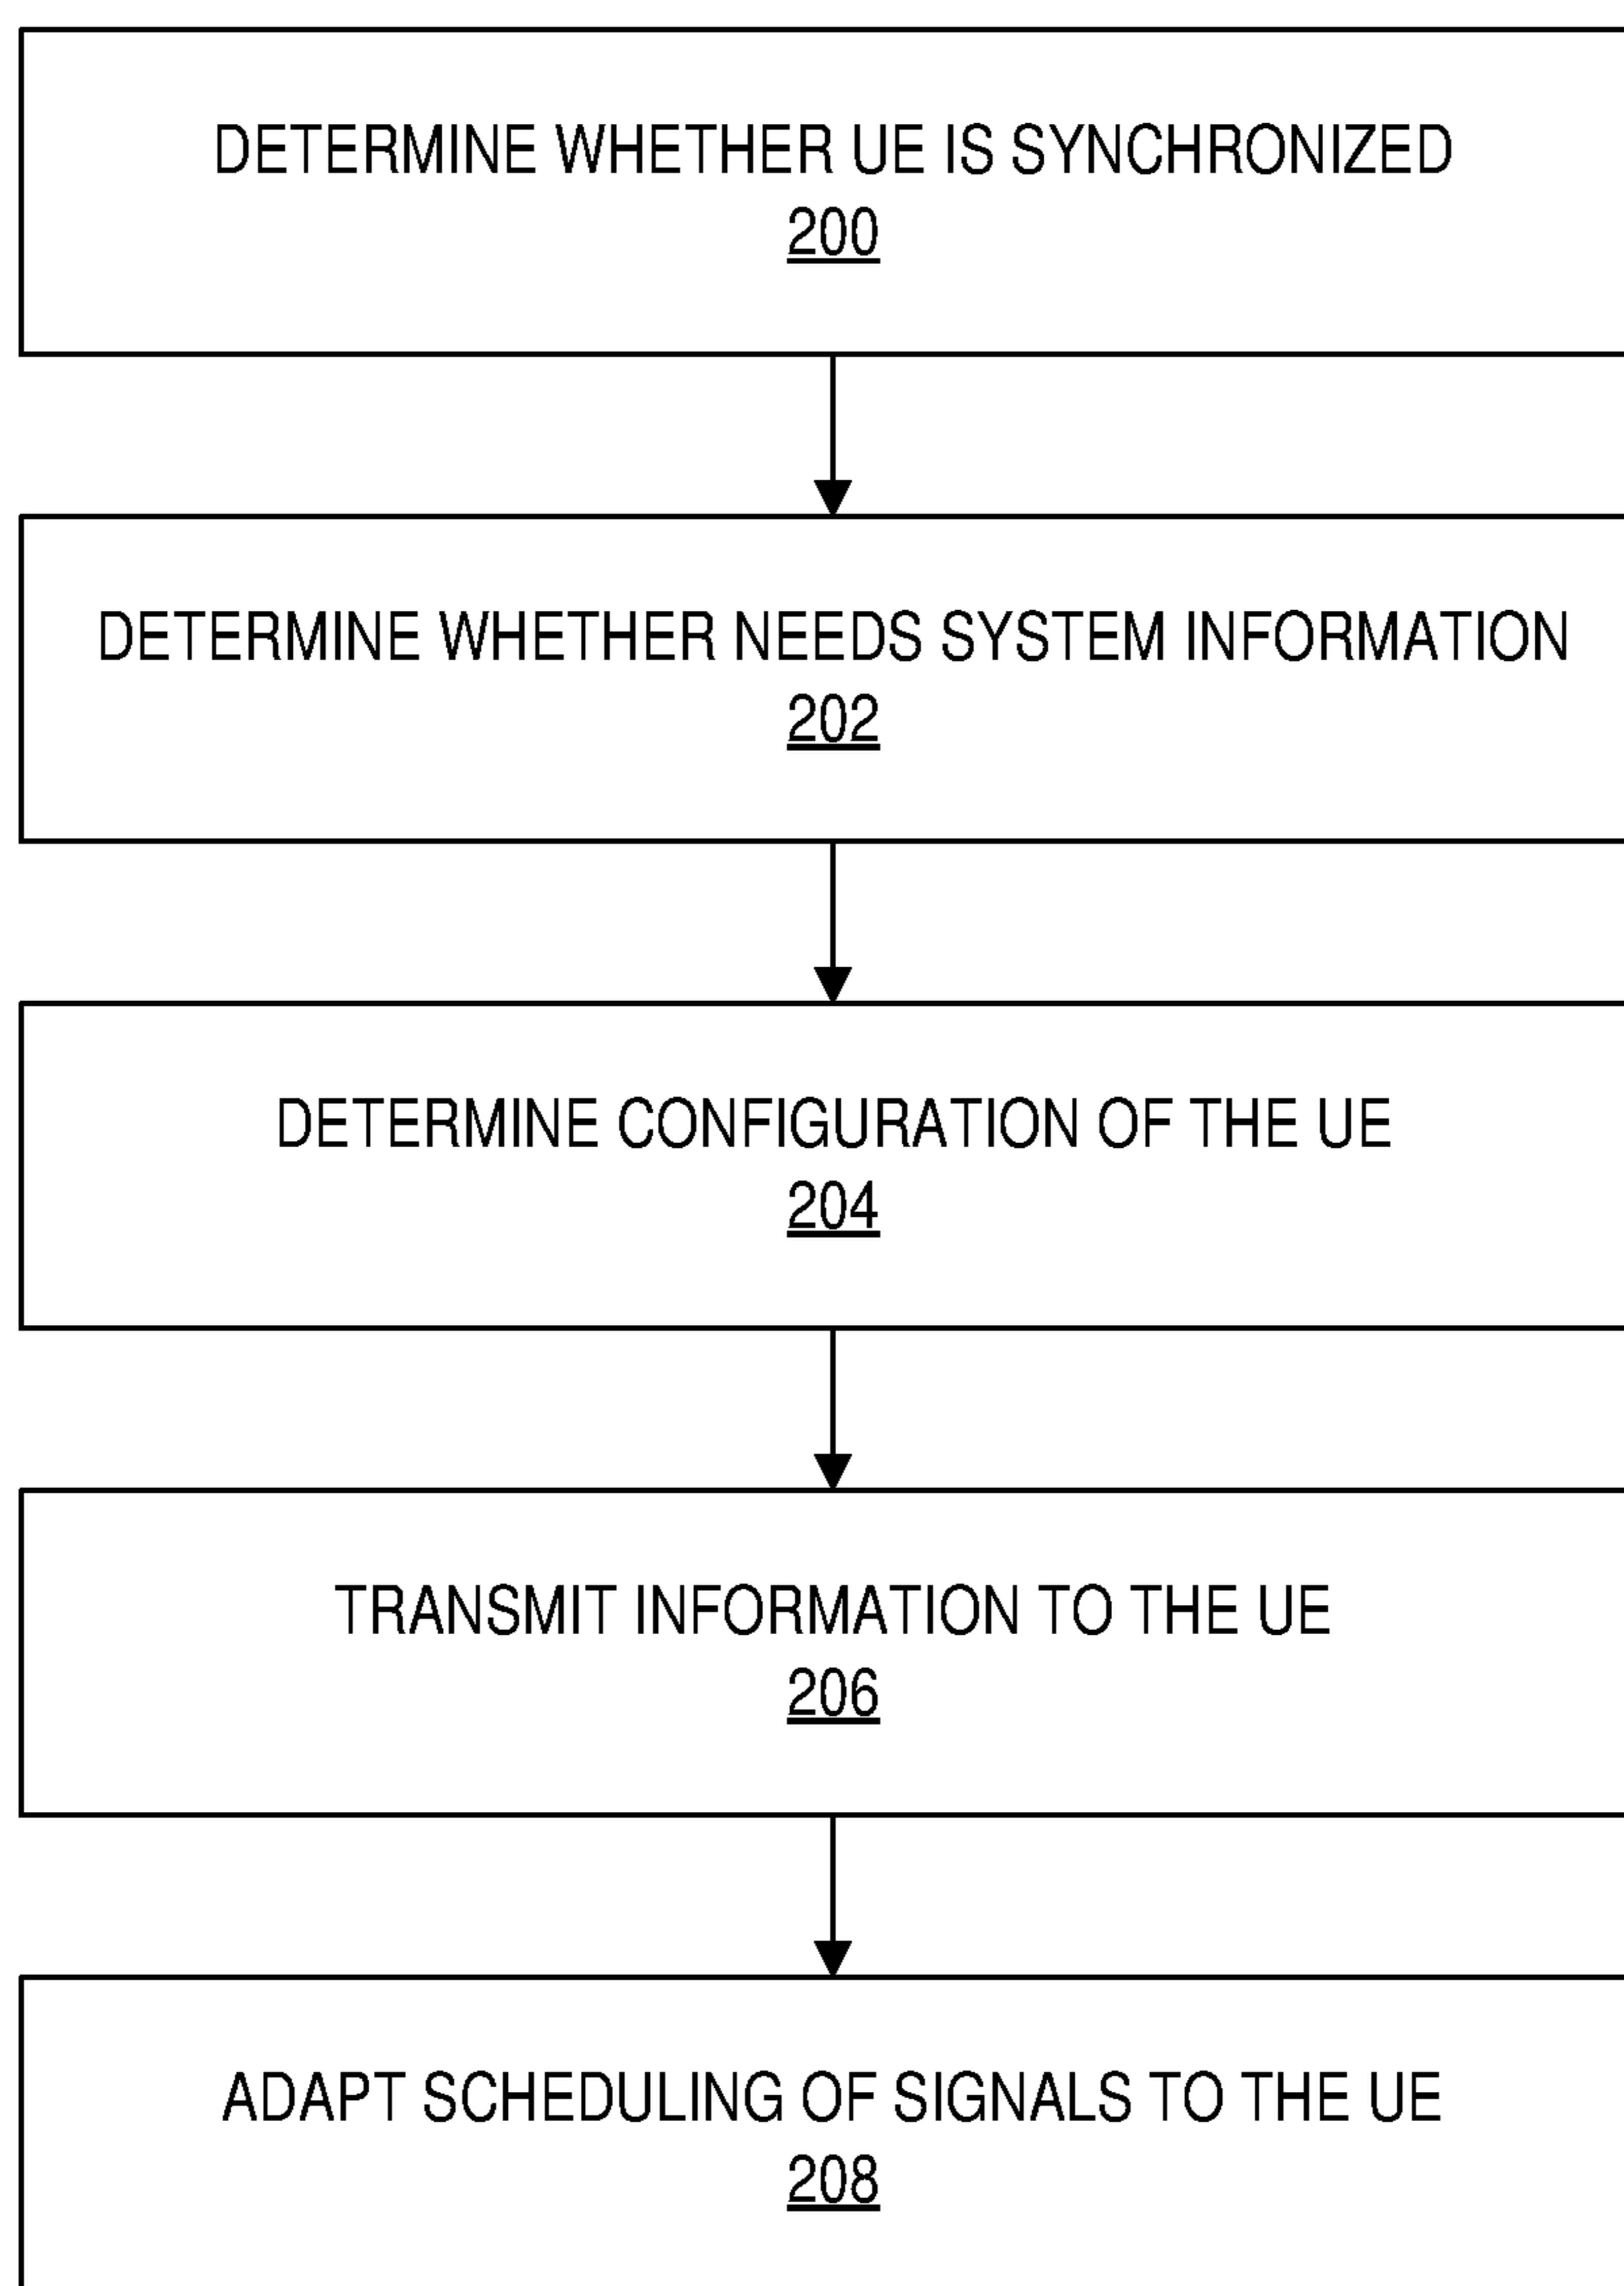 DETERMINE WHETHER UE IS SYNCHRONIZED
200
DETERMINE WHETHER NEEDS SYSTEM INFORMATION
202
DETERMINE CONFIGURATION OF THE UE
204
TRANSMIT INFORMATION TO THE UE
206
ADAPT SCHEDULING OF SIGNALS TO THE UE
208